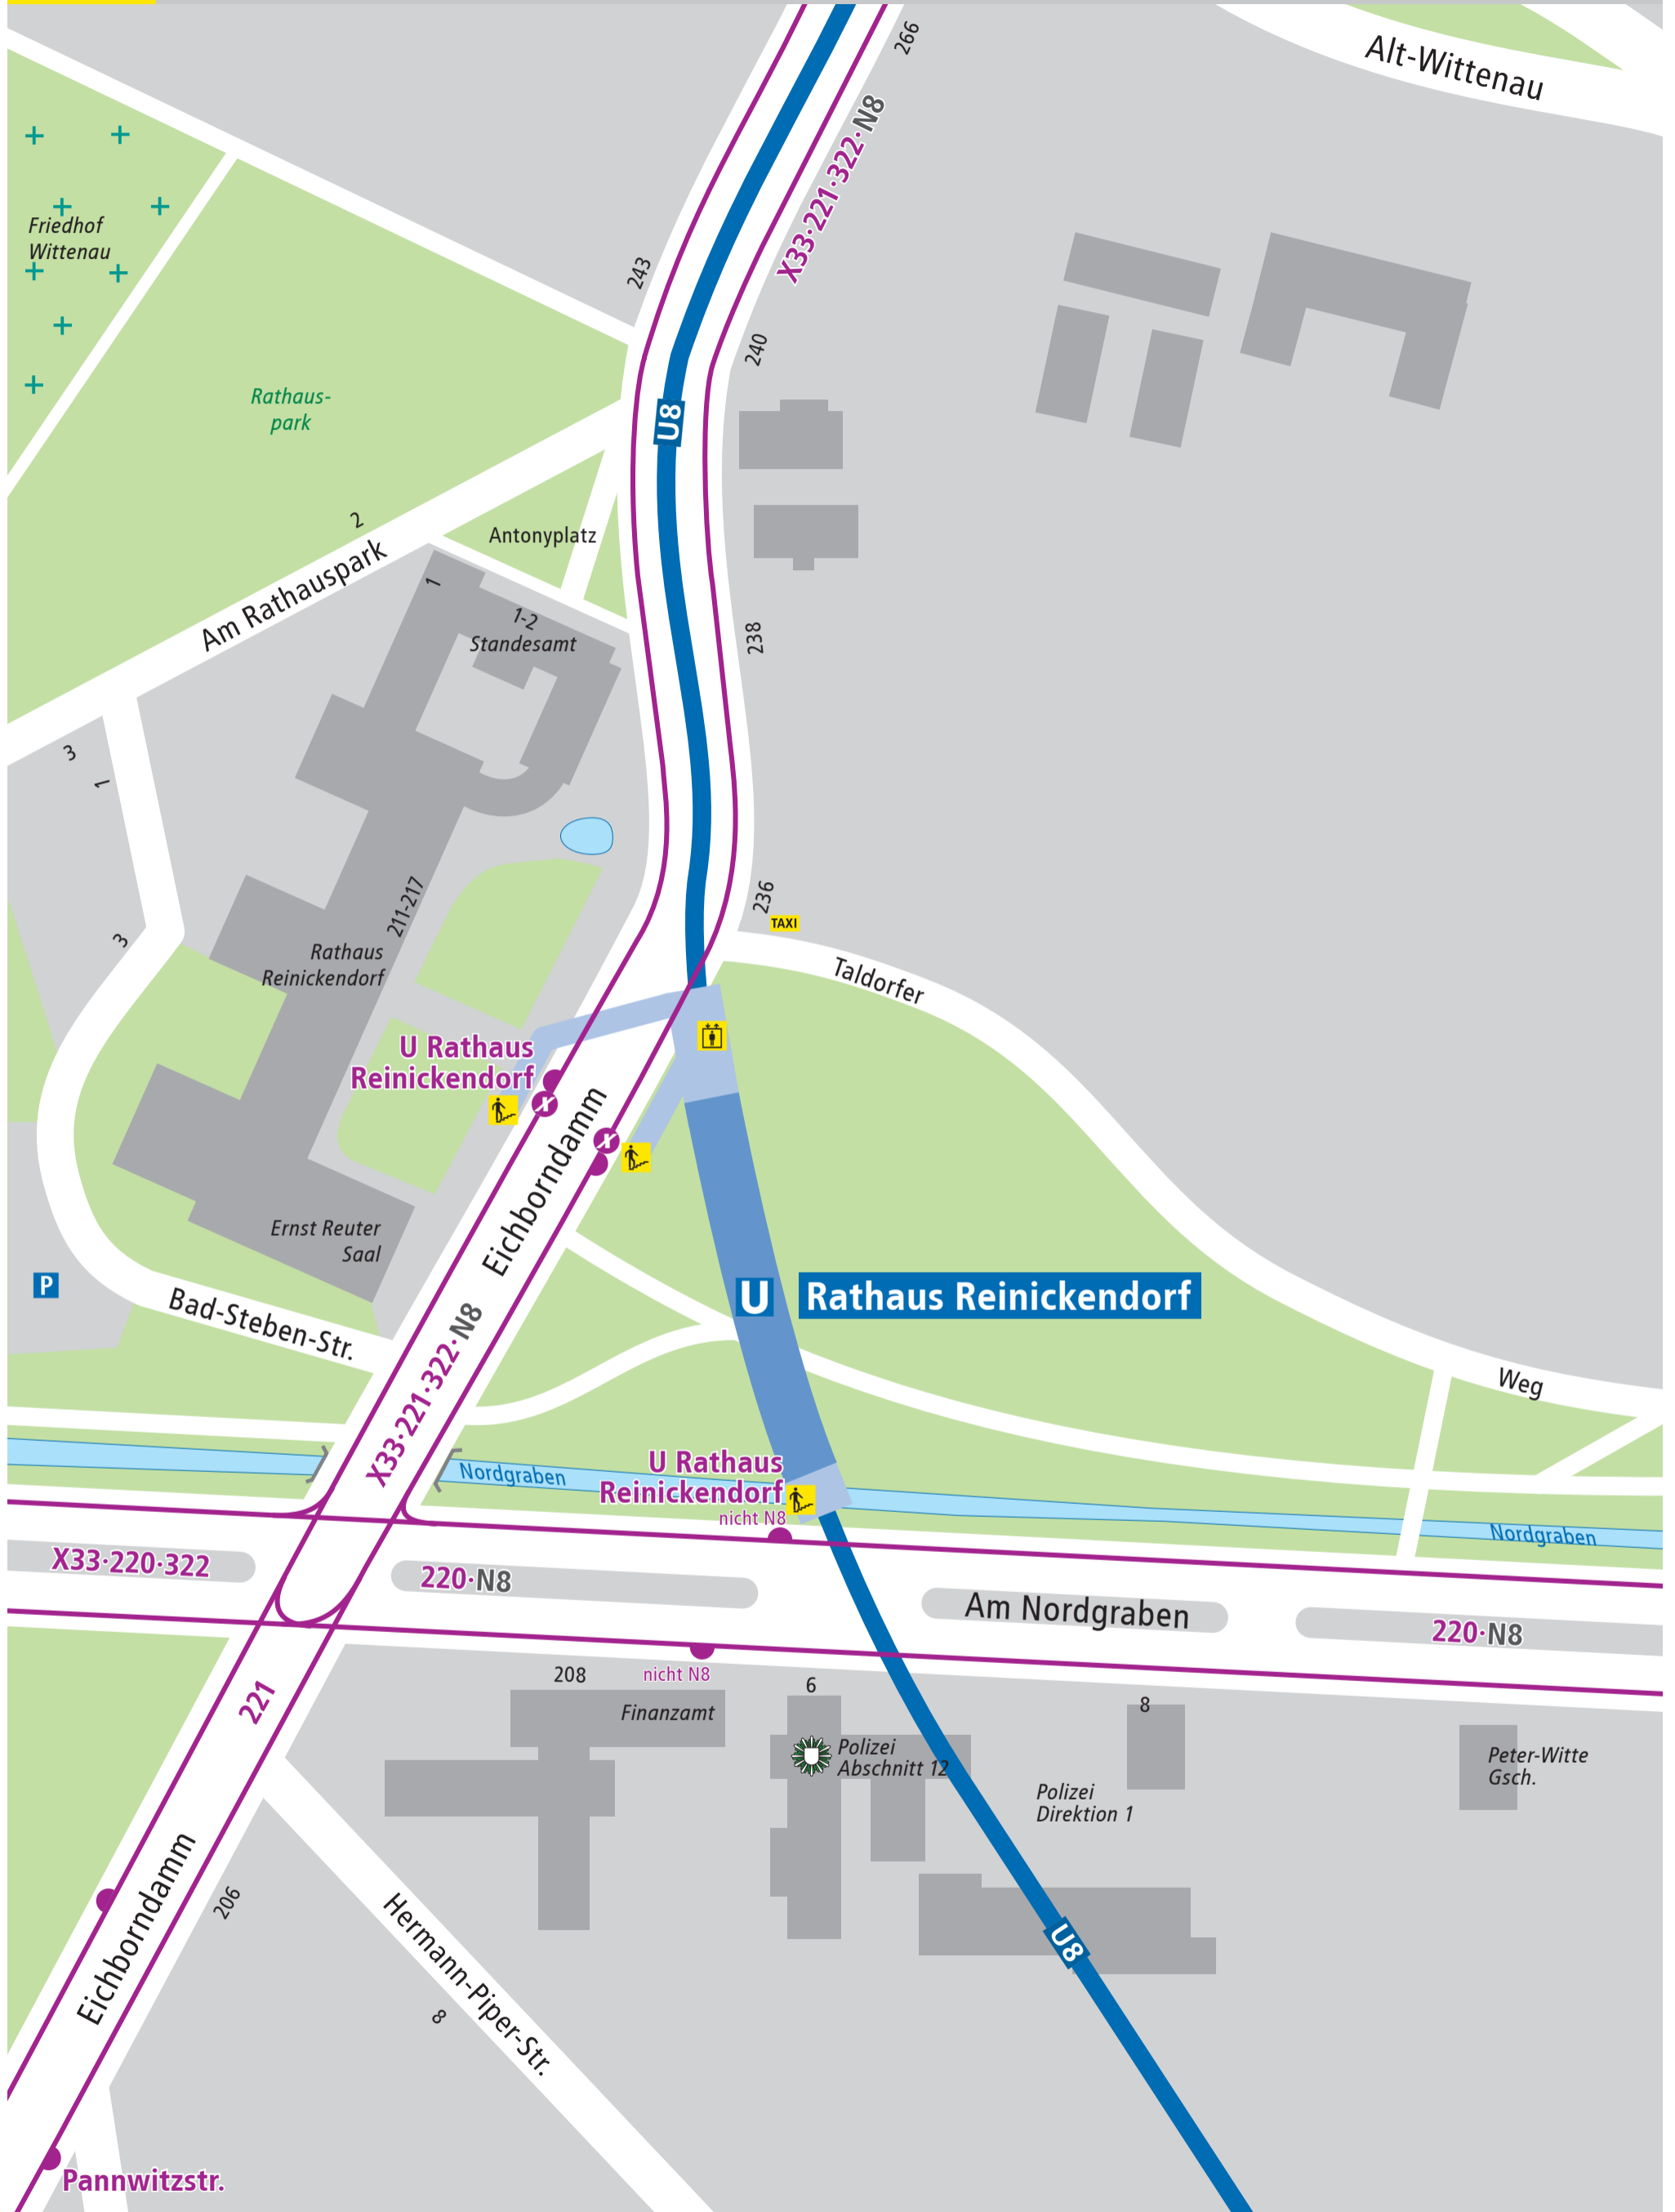 266
Alt-Wittenau
X33·221·322·N8
Friedhof
Wittenau
243
240
Rathaus-
park
U8
2
Antonyplatz
Am Rathauspark
1
1-2
Standesamt
238
3
1
211-217
236
TAXI
3
Rathaus
Reinickendorf
Taldorfer
U Rathaus
Reinickendorf
X
X
Eichborndamm
Ernst Reuter
Saal
P
U
Rathaus Reinickendorf
Bad-Steben-Str.
X33·221·322·N8
Weg
U Rathaus
Reinickendorf
nicht N8
Nordgraben
Nordgraben
X33·220·322
220·N8
Am Nordgraben
220·N8
221
208
nicht N8
6
8
Finanzamt
Polizei
Abschnitt 12
Polizei
Direktion 1
Peter-Witte
Gsch.
Eichborndamm
206
Hermann-Piper-Str.
8
U8
Pannwitzstr.